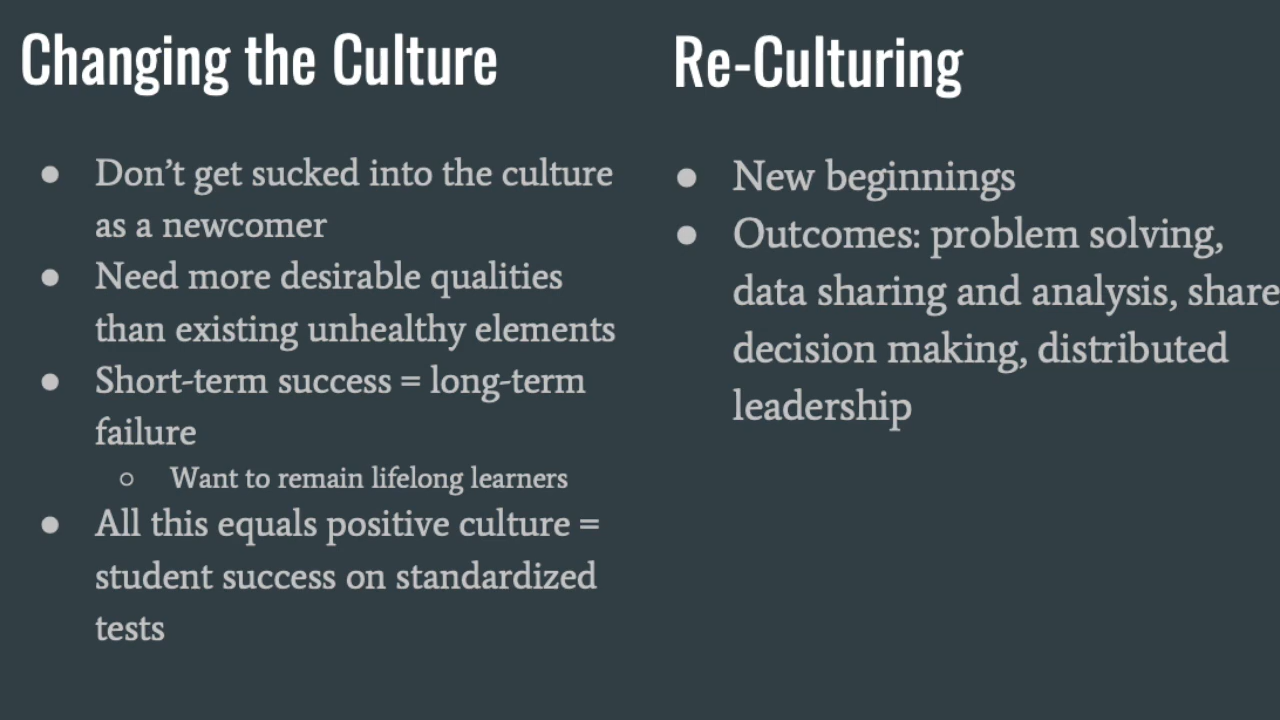 Changing the Culture
● Don't get sucked into the culture
as a newcomer
● Need more desirable qualities
than existing unhealthy elements
● Short-term success = long-term
failure
○ Want to remain lifelong learners
● All this equals positive culture =
student success on standardized
tests
Re-Culturing
● New beginnings
● Outcomes: problem solving,
data sharing and analysis, share
decision making, distributed
leadership